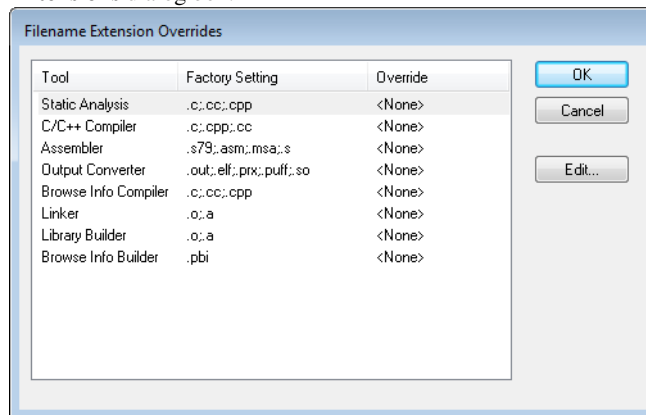 Filename Extension Overrides
Tool Factory Setting Override
Static Analysis .c;.cc;.cpp <None>
C/C++ Compiler .c;.cpp;.cc <None>
Assembler .s79;.asm;.msa;.s <None>
Output Converter .out;.elf;.prx;.puff;.so <None>
Browse Info Compiler .c;.cc;.cpp <None>
Linker .o;.a <None>
Library Builder .o;.a <None>
Browse Info Builder .pbi <None>
OK
Cancel
Edit...